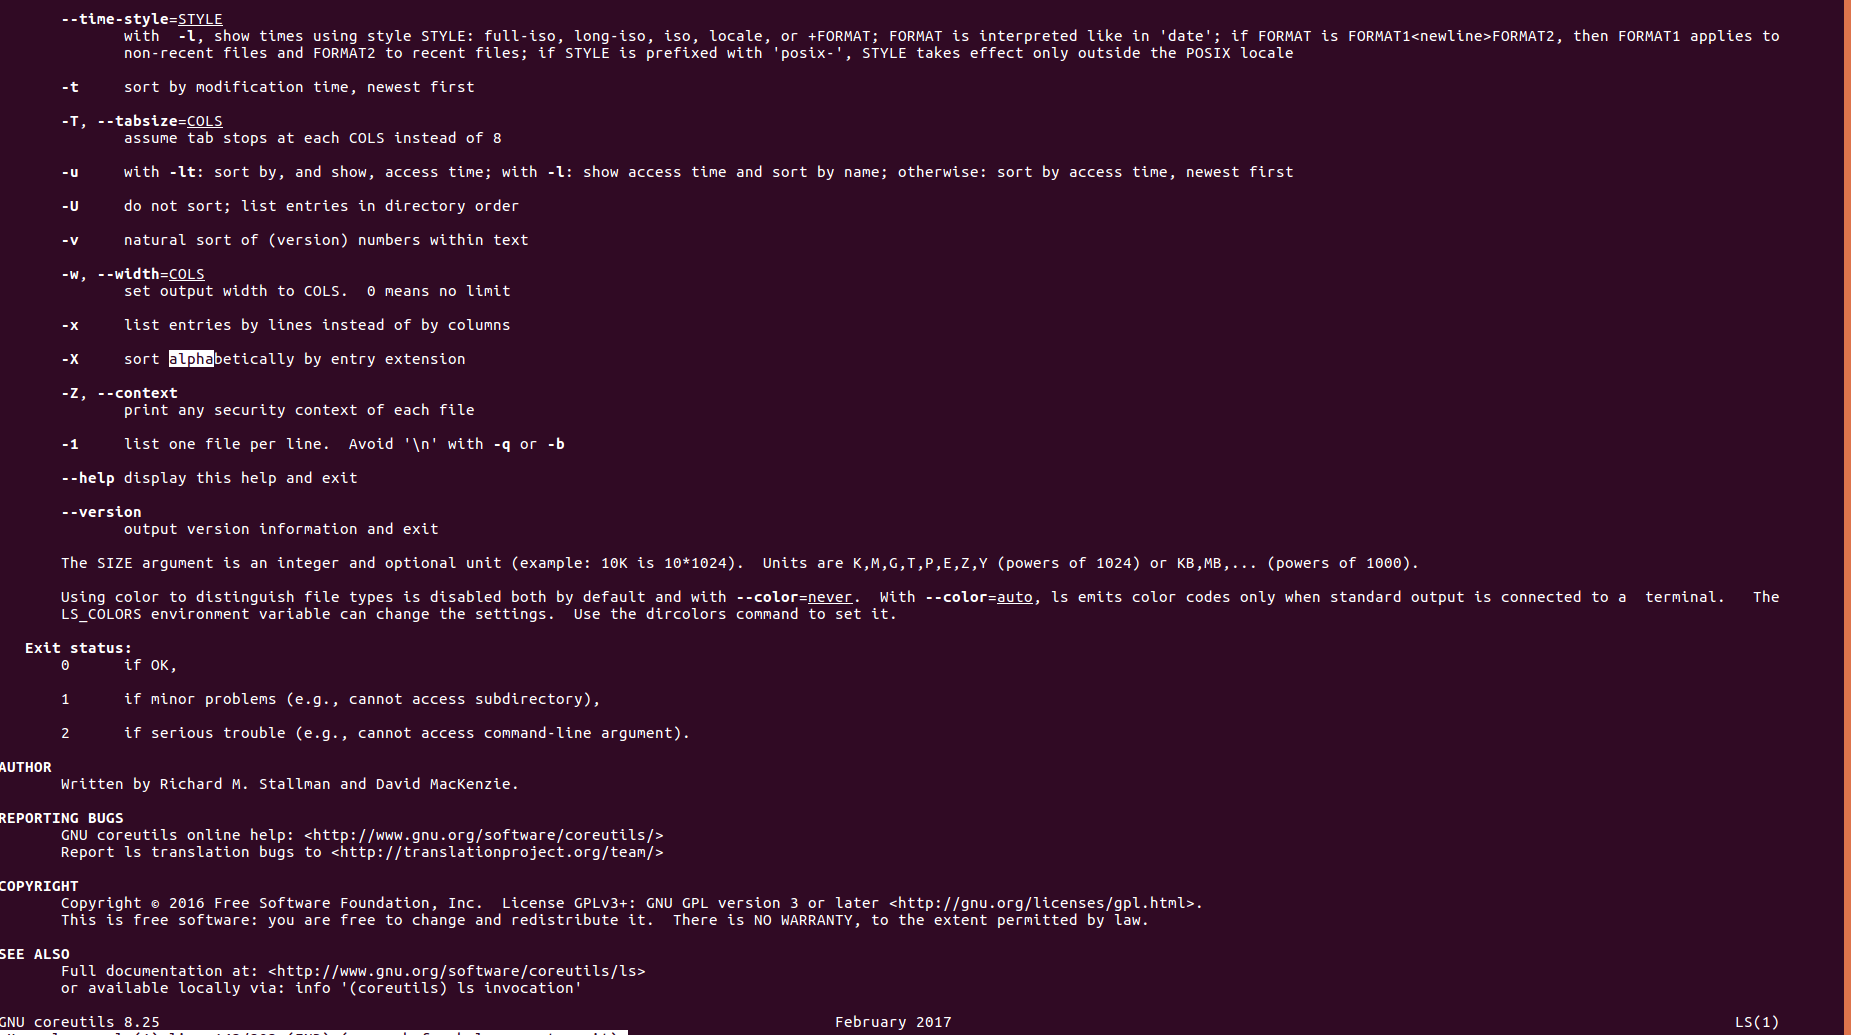 --time-style=STYLE
with  -l, show times using style STYLE: full-iso, long-iso, iso, locale, or +FORMAT; FORMAT is interpreted like in 'date'; if FORMAT is FORMAT1<newline>FORMAT2, then FORMAT1 applies to
non-recent files and FORMAT2 to recent files; if STYLE is prefixed with 'posix-', STYLE takes effect only outside the POSIX locale
-t     sort by modification time, newest first
-T, --tabsize=COLS
assume tab stops at each COLS instead of 8
-u     with -lt: sort by, and show, access time; with -l: show access time and sort by name; otherwise: sort by access time, newest first
-U     do not sort; list entries in directory order
-v     natural sort of (version) numbers within text
-w, --width=COLS
set output width to COLS.  0 means no limit
-x     list entries by lines instead of by columns
-X     sort alphabetically by entry extension
-Z, --context
print any security context of each file
-1     list one file per line.  Avoid '\n' with -q or -b
--help display this help and exit
--version
output version information and exit
The SIZE argument is an integer and optional unit (example: 10K is 10*1024).  Units are K,M,G,T,P,E,Z,Y (powers of 1024) or KB,MB,... (powers of 1000).
Using color to distinguish file types is disabled both by default and with --color=never.  With --color=auto, ls emits color codes only when standard output is connected to a  terminal.   The
LS_COLORS environment variable can change the settings.  Use the dircolors command to set it.
Exit status:
0      if OK,
1      if minor problems (e.g., cannot access subdirectory),
2      if serious trouble (e.g., cannot access command-line argument).
AUTHOR
Written by Richard M. Stallman and David MacKenzie.
REPORTING BUGS
GNU coreutils online help: <http://www.gnu.org/software/coreutils/>
Report ls translation bugs to <http://translationproject.org/team/>
COPYRIGHT
Copyright © 2016 Free Software Foundation, Inc.  License GPLv3+: GNU GPL version 3 or later <http://gnu.org/licenses/gpl.html>.
This is free software: you are free to change and redistribute it.  There is NO WARRANTY, to the extent permitted by law.
SEE ALSO
Full documentation at: <http://www.gnu.org/software/coreutils/ls>
or available locally via: info '(coreutils) ls invocation'
GNU coreutils 8.25     February 2017     LS(1)